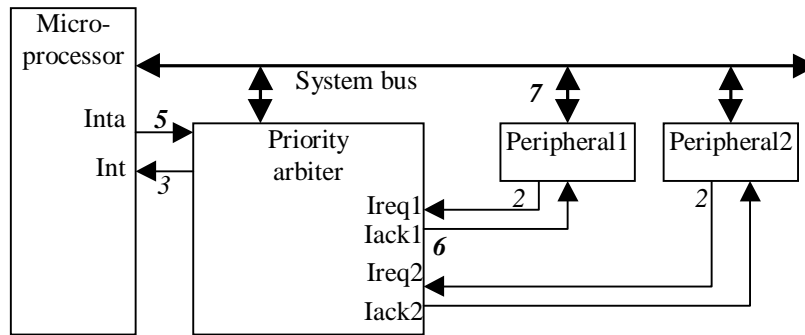 Micro-
processor
System bus
7
Inta
5
Int
3
Priority
arbiter
Peripheral1
Peripheral2
2
2
Ireq1
Iack1
6
Ireq2
Iack2